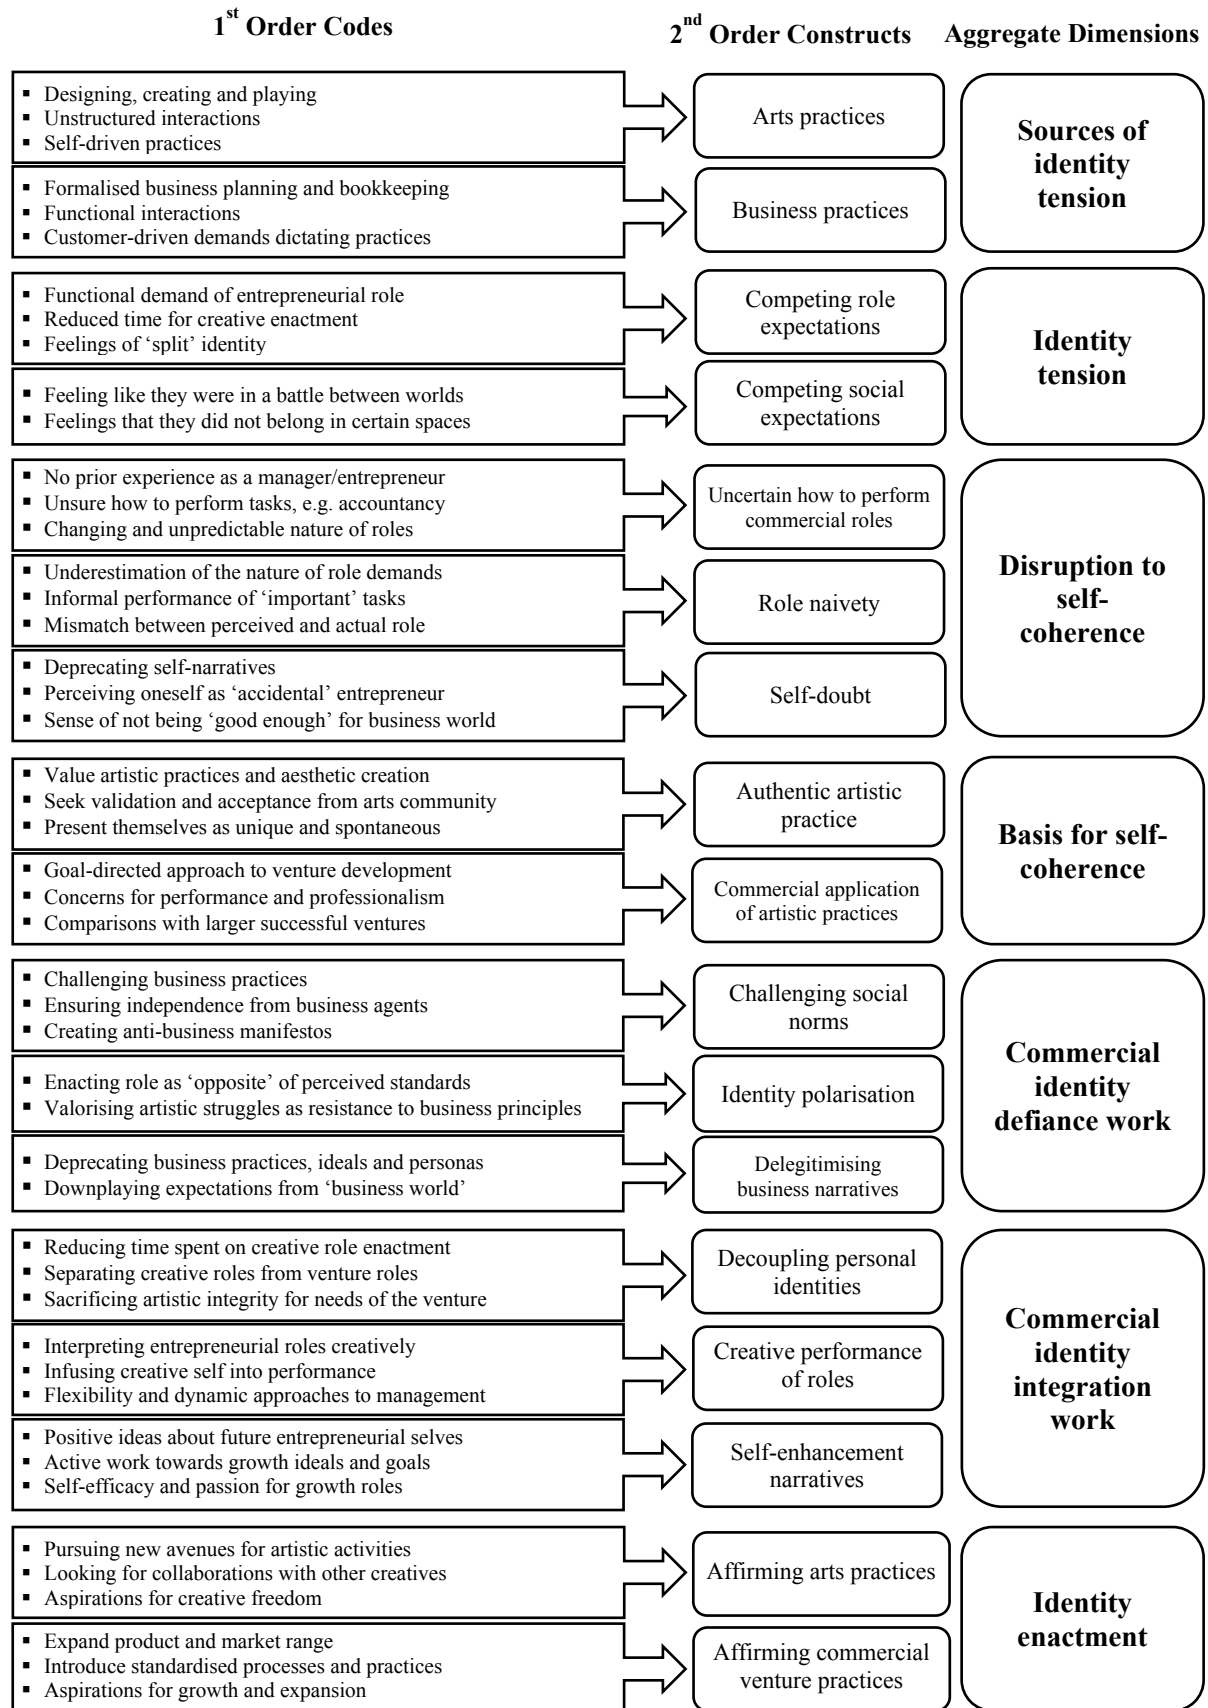 1st Order Codes
2nd Order Constructs
Aggregate Dimensions
▪ Designing, creating and playing
▪ Unstructured interactions
▪ Self-driven practices
Arts practices
▪ Formalised business planning and bookkeeping
▪ Functional interactions
▪ Customer-driven demands dictating practices
Business practices
Sources of
identity
tension
▪ Functional demand of entrepreneurial role
▪ Reduced time for creative enactment
▪ Feelings of ‘split’ identity
Competing role
expectations
▪ Feeling like they were in a battle between worlds
▪ Feelings that they did not belong in certain spaces
Competing social
expectations
Identity
tension
▪ No prior experience as a manager/entrepreneur
▪ Unsure how to perform tasks, e.g. accountancy
▪ Changing and unpredictable nature of roles
Uncertain how to perform
commercial roles
▪ Underestimation of the nature of role demands
▪ Informal performance of ‘important’ tasks
▪ Mismatch between perceived and actual role
Role naivety
▪ Deprecating self-narratives
▪ Perceiving oneself as ‘accidental’ entrepreneur
▪ Sense of not being ‘good enough’ for business world
Self-doubt
Disruption to
self-
coherence
▪ Value artistic practices and aesthetic creation
▪ Seek validation and acceptance from arts community
▪ Present themselves as unique and spontaneous
Authentic artistic
practice
▪ Goal-directed approach to venture development
▪ Concerns for performance and professionalism
▪ Comparisons with larger successful ventures
Commercial application
of artistic practices
Basis for self-
coherence
▪ Challenging business practices
▪ Ensuring independence from business agents
▪ Creating anti-business manifestos
Challenging social
norms
▪ Enacting role as ‘opposite’ of perceived standards
▪ Valorising artistic struggles as resistance to business principles
Identity polarisation
▪ Deprecating business practices, ideals and personas
▪ Downplaying expectations from ‘business world’
Delegitimising
business narratives
Commercial
identity
defiance work
▪ Reducing time spent on creative role enactment
▪ Separating creative roles from venture roles
▪ Sacrificing artistic integrity for needs of the venture
Decoupling personal
identities
▪ Interpreting entrepreneurial roles creatively
▪ Infusing creative self into performance
▪ Flexibility and dynamic approaches to management
Creative performance
of roles
▪ Positive ideas about future entrepreneurial selves
▪ Active work towards growth ideals and goals
▪ Self-efficacy and passion for growth roles
Self-enhancement
narratives
Commercial
identity
integration
work
▪ Pursuing new avenues for artistic activities
▪ Looking for collaborations with other creatives
▪ Aspirations for creative freedom
Affirming arts practices
▪ Expand product and market range
▪ Introduce standardised processes and practices
▪ Aspirations for growth and expansion
Affirming commercial
venture practices
Identity
enactment